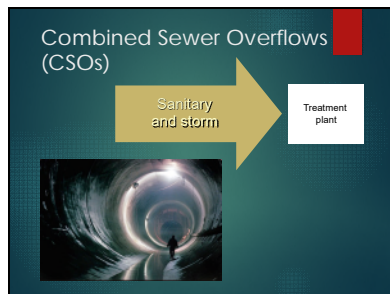 Combined Sewer Overflows
(CSOs)
Sanitary
and storm
Treatment
plant